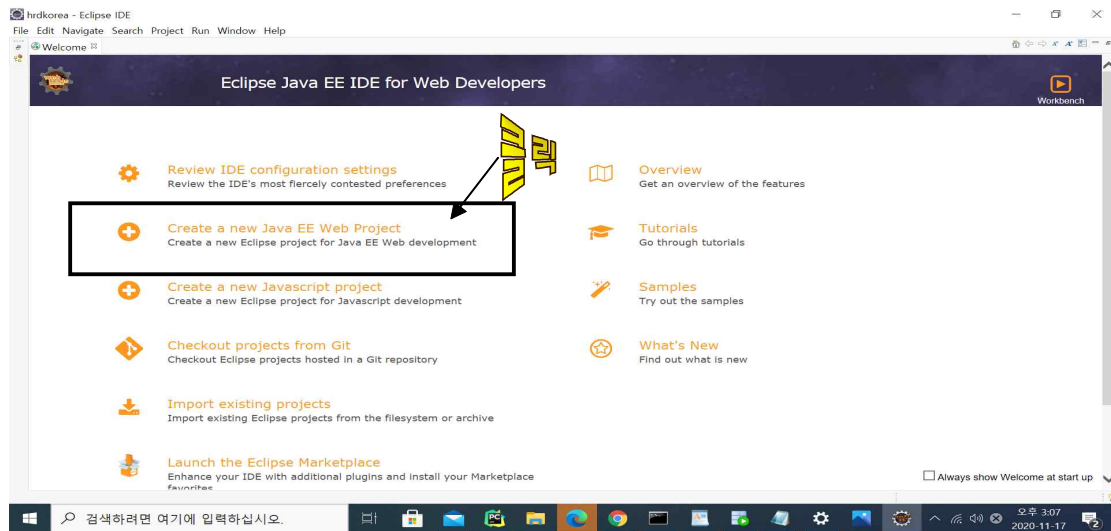 hrdkorea - Eclipse IDE
File Edit Navigate Search Project Run Window Help
Welcome
Eclipse Java EE IDE for Web Developers
Workbench
Review IDE configuration settings
Review the IDE's most fiercely contested preferences
Overview
Get an overview of the features
Create a new Java EE Web Project
Create a new Eclipse project for Java EE Web development
Tutorials
Go through tutorials
Create a new Javascript project
Create a new Eclipse project for Javascript development
Samples
Try out the samples
Checkout projects from Git
Checkout Eclipse projects hosted in a Git repository
What's New
Find out what is new
Import existing projects
Import existing Eclipse projects from the filesystem or archive
Launch the Eclipse Marketplace
Enhance your IDE with additional plugins and install your Marketplace
favorites
Always show Welcome at start up
검색하려면 여기에 입력하십시오.
오후 3:07
2020-11-17